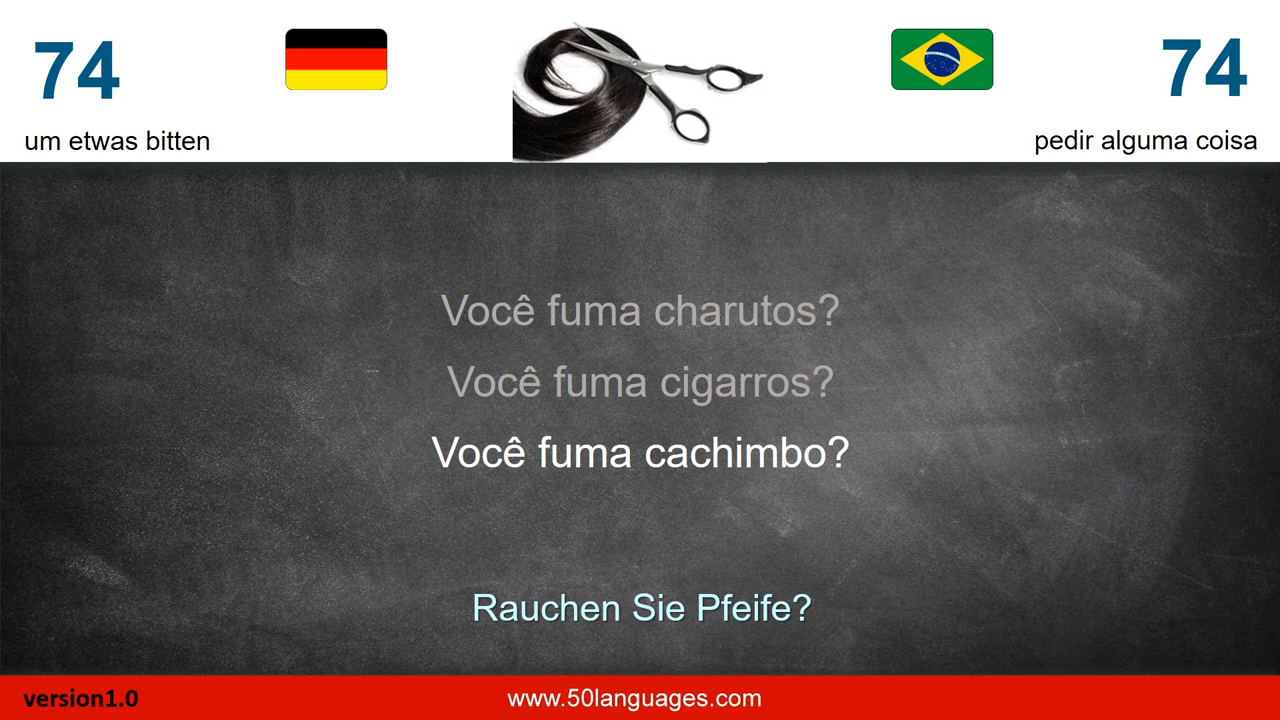 74
74
um etwas bitten
pedir alguma coisa
Você fuma charutos?
Você fuma cigarros?
Você fuma cachimbo?
Rauchen Sie Pfeife?
version1.0
www.50languages.com